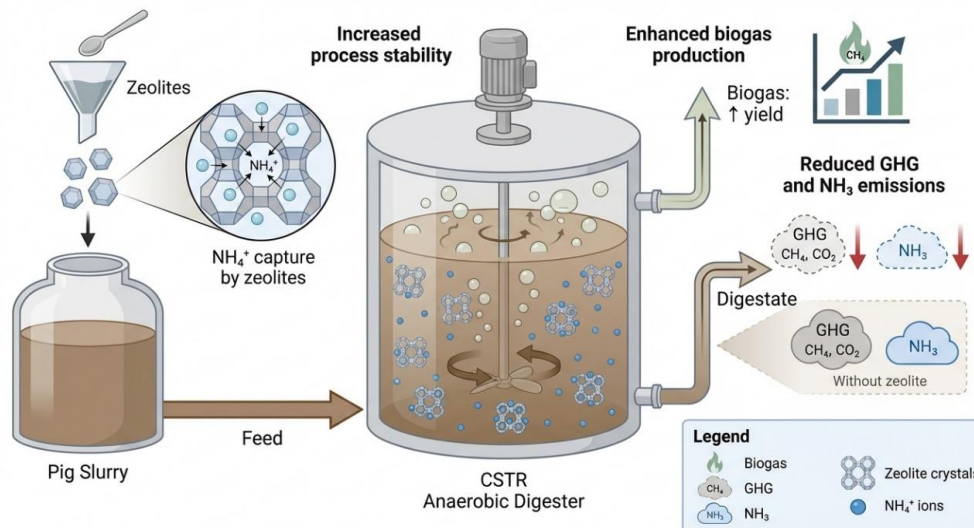 Zeolites
NH₄⁺
NH₄⁺ capture
by zeolites
Pig Slurry
Feed
Increased
process stability
CSTR
Anaerobic Digester
Enhanced biogas
production
Biogas:
↑ yield
CH₄
Reduced GHG
and NH₃ emissions
GHG
CH₄, CO₂
NH₃
Digestate
GHG
CH₄, CO₂
NH₃
Without zeolite
Legend
Biogas
CH₄
GHG
NH₃
NH₃
Zeolite crystals
NH₄⁺ ions